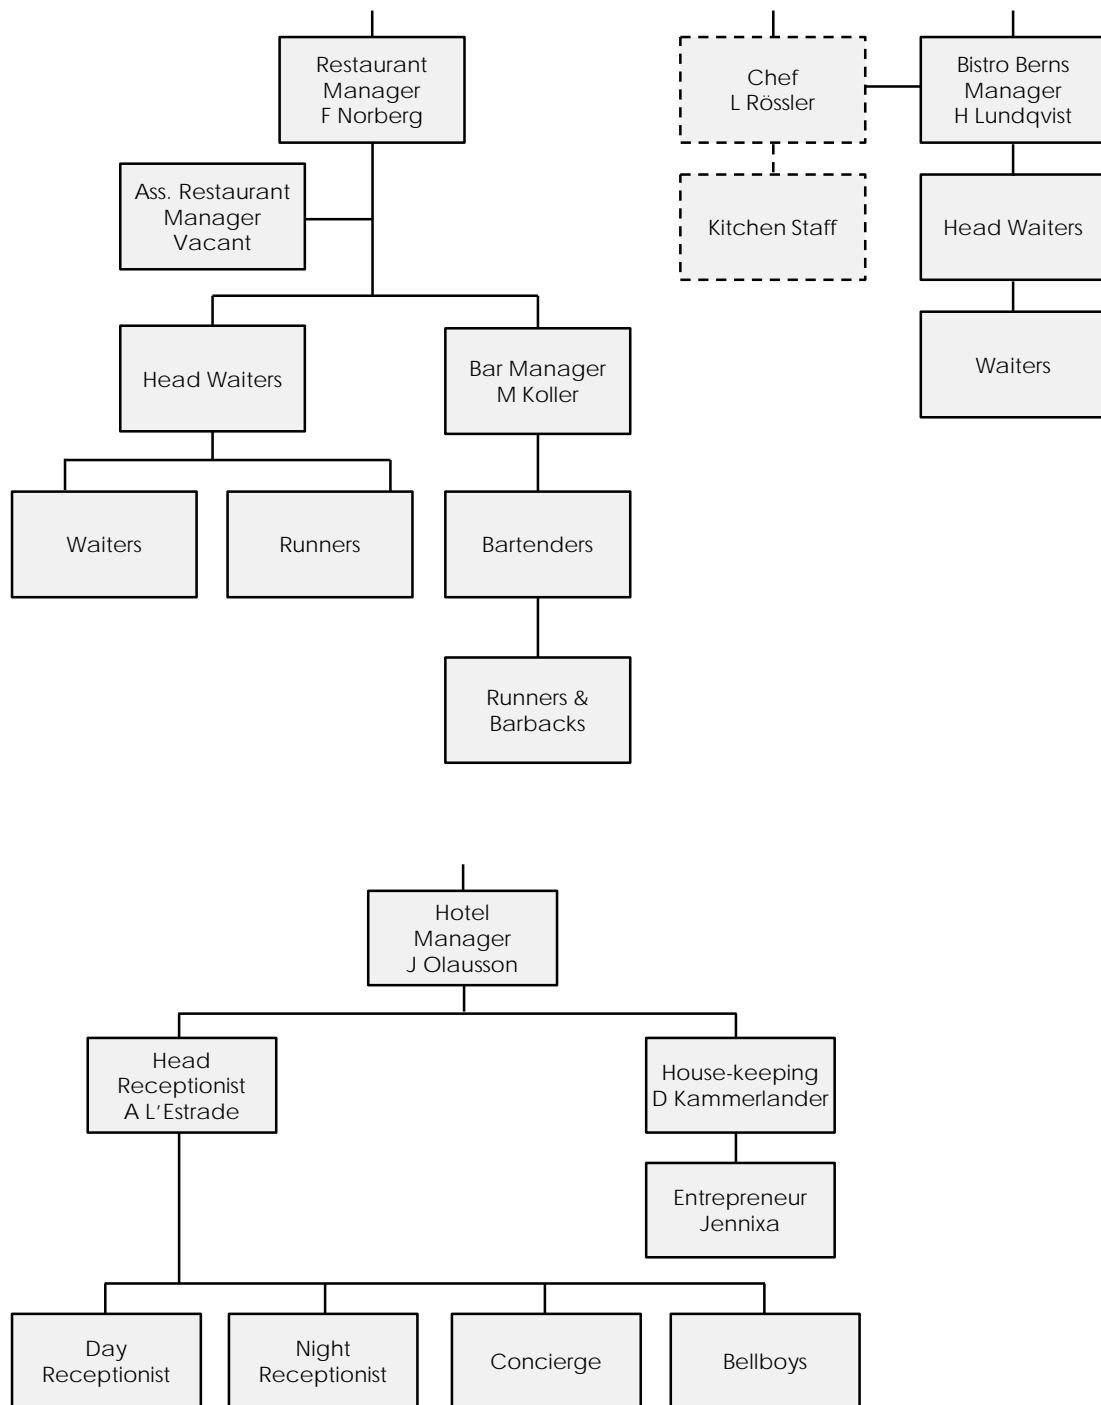 Restaurant
Manager
F Norberg
Chef
L Rössler
Bistro Berns
Manager
H Lundqvist
Ass. Restaurant
Manager
Vacant
Kitchen Staff
Head Waiters
Head Waiters
Bar Manager
M Koller
Waiters
Waiters
Runners
Bartenders
Runners &
Barbacks
Hotel
Manager
J Olausson
Head
Receptionist
A L'Estrade
House-keeping
D Kammerlander
Entrepreneur
Jennixa
Day
Receptionist
Night
Receptionist
Concierge
Bellboys